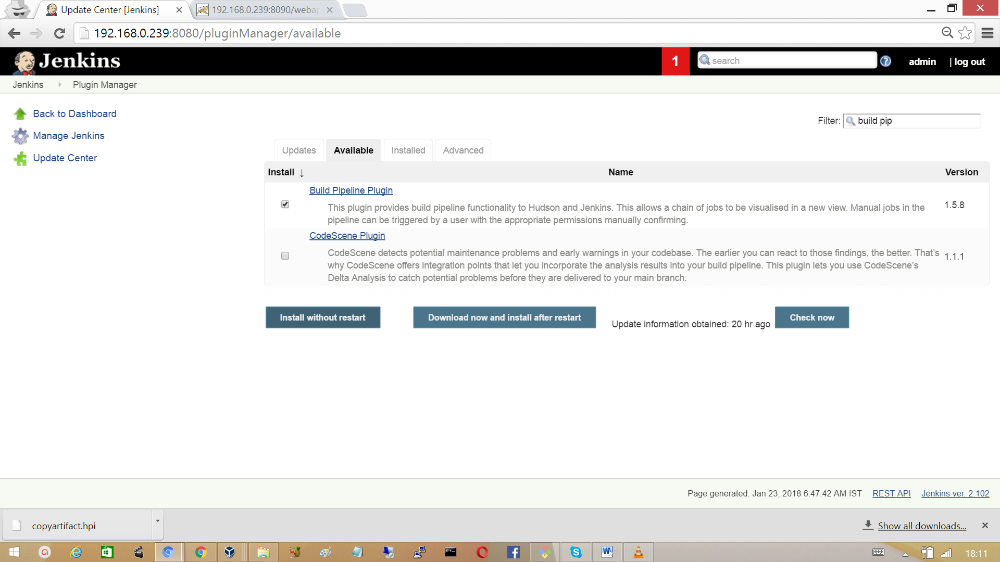 Update Center [Jenkins]
192.168.0.239:8090/weba
192.168.0.239:8080/pluginManager/available
Jenkins
1
search
admin
| log out
Jenkins
Plugin Manager
Back to Dashboard
Manage Jenkins
Update Center
Filter: build pip
Updates
Available
Installed
Advanced
Install ↓
Name
Version
Build Pipeline Plugin
This plugin provides build pipeline functionality to Hudson and Jenkins. This allows a chain of jobs to be visualised in a new view. Manual jobs in the
pipeline can be triggered by a user with the appropriate permissions manually confirming.
1.5.8
CodeScene Plugin
CodeScene detects potential maintenance problems and early warnings in your codebase. The earlier you can react to those findings, the better. That's
why CodeScene offers integration points that let you incorporate the analysis results into your build pipeline. This plugin lets you use CodeScene's
Delta Analysis to catch potential problems before they are delivered to your main branch.
1.1.1
Install without restart
Download now and install after restart
Update information obtained: 20 hr ago
Check now
Page generated: Jan 23, 2018 6:47:42 AM IST
REST API
Jenkins ver. 2.102
copyartifact.hpi
Show all downloads...
18:11